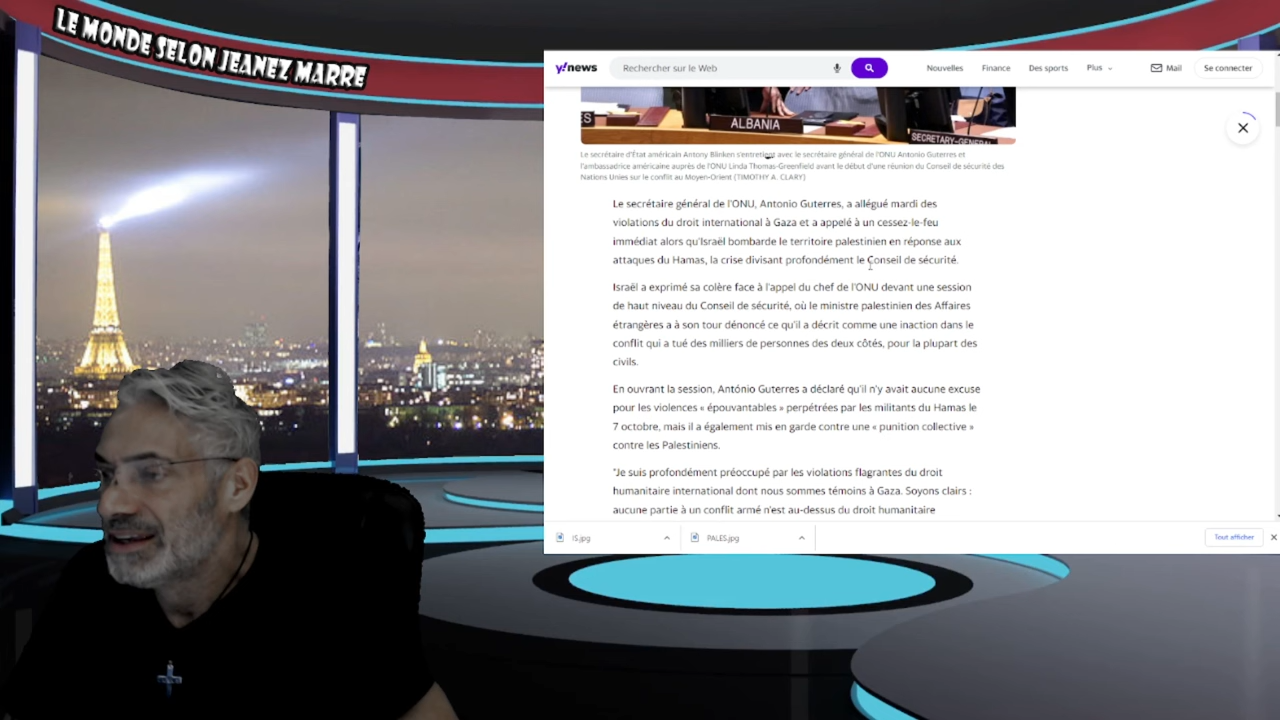 LE MONDE SELON JEANEZ MARRE
y!news
Rechercher sur le Web
Nouvelles
Finance
Des sports
Plus
Mail
Se connecter
ES
ALBANIA
SECRETARY-GENERAL
Le secrétaire d'État américain Antony Blinken s'entretient avec le secrétaire général de l'ONU Antonio Guterres et
l'ambassadrice américaine auprès de l'ONU Linda Thomas-Greenfield avant le début d'une réunion du Conseil de sécurité des
Nations Unies sur le conflit au Moyen-Orient (TIMOTHY A. CLARY)
Le secrétaire général de l'ONU, Antonio Guterres, a allégué mardi des
violations du droit international à Gaza et a appelé à un cessez-le-feu
immédiat alors qu'Israël bombarde le territoire palestinien en réponse aux
attaques du Hamas, la crise divisant profondément le Conseil de sécurité.
Israël a exprimé sa colère face à l'appel du chef de l'ONU devant une session
de haut niveau du Conseil de sécurité, où le ministre palestinien des Affaires
étrangères a à son tour dénoncé ce qu'il a décrit comme une inaction dans le
conflit qui a tué des milliers de personnes des deux côtés, pour la plupart des
civils.
En ouvrant la session, António Guterres a déclaré qu'il n'y avait aucune excuse
pour les violences « épouvantables » perpétrées par les militants du Hamas le
7 octobre, mais il a également mis en garde contre une « punition collective »
contre les Palestiniens.
"Je suis profondément préoccupé par les violations flagrantes du droit
humanitaire international dont nous sommes témoins à Gaza. Soyons clairs :
aucune partie à un conflit armé n'est au-dessus du droit humanitaire
IS.jpg
PALES.jpg
Tout afficher